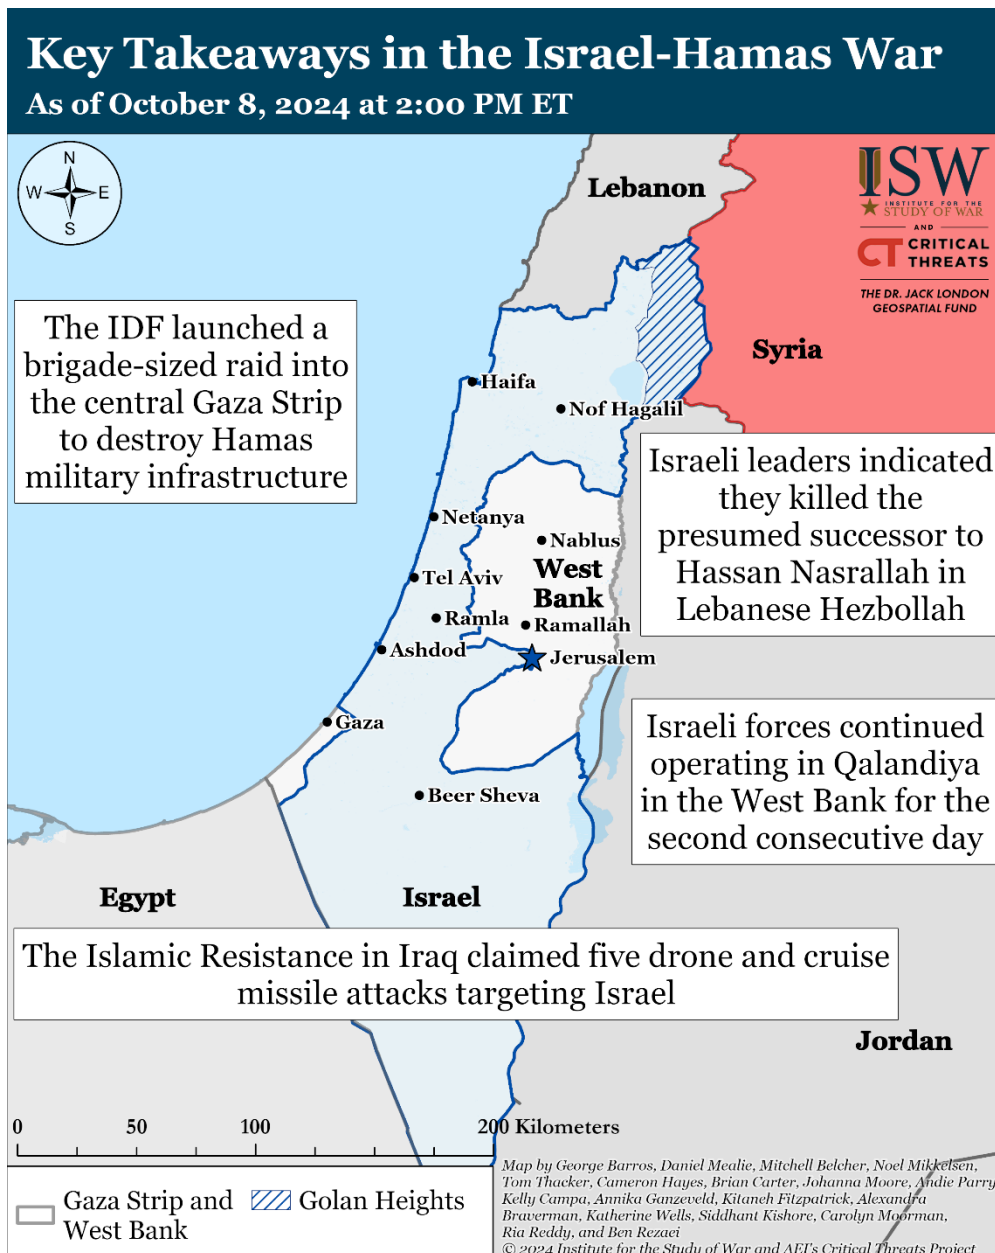 Key Takeaways in the Israel-Hamas War
As of October 8, 2024 at 2:00 PM ET
N
W
E
S
Lebanon
ISW
INSTITUTE FOR THE
STUDY OF WAR
AND
CT CRITICAL
THREATS
THE DR. JACK LONDON
GEOSPATIAL FUND
The IDF launched a
brigade-sized raid into
the central Gaza Strip
to destroy Hamas
military infrastructure
Syria
Haifa
Nof Hagalil
Israeli leaders indicated
they killed the
presumed successor to
Hassan Nasrallah in
Lebanese Hezbollah
Netanya
Nablus
West
Bank
Tel Aviv
Ramla
Ramallah
Ashdod
Jerusalem
Gaza
Israeli forces continued
operating in Qalandiya
in the West Bank for the
second consecutive day
Beer Sheva
Egypt
Israel
The Islamic Resistance in Iraq claimed five drone and cruise
missile attacks targeting Israel
Jordan
0 50 100 200 Kilometers
Gaza Strip and
West Bank
Golan Heights
Map by George Barros, Daniel Mealie, Mitchell Belcher, Noel Mikkelsen,
Tom Thacker, Cameron Hayes, Brian Carter, Johanna Moore, Andie Parry
Kelly Campa, Annika Ganzeveld, Kitaneh Fitzpatrick, Alexandra
Braverman, Katherine Wells, Siddhant Kishore, Carolyn Moorman,
Ria Reddy, and Ben Rezaei
© 2024 Institute for the Study of War and AEI's Critical Threats Project